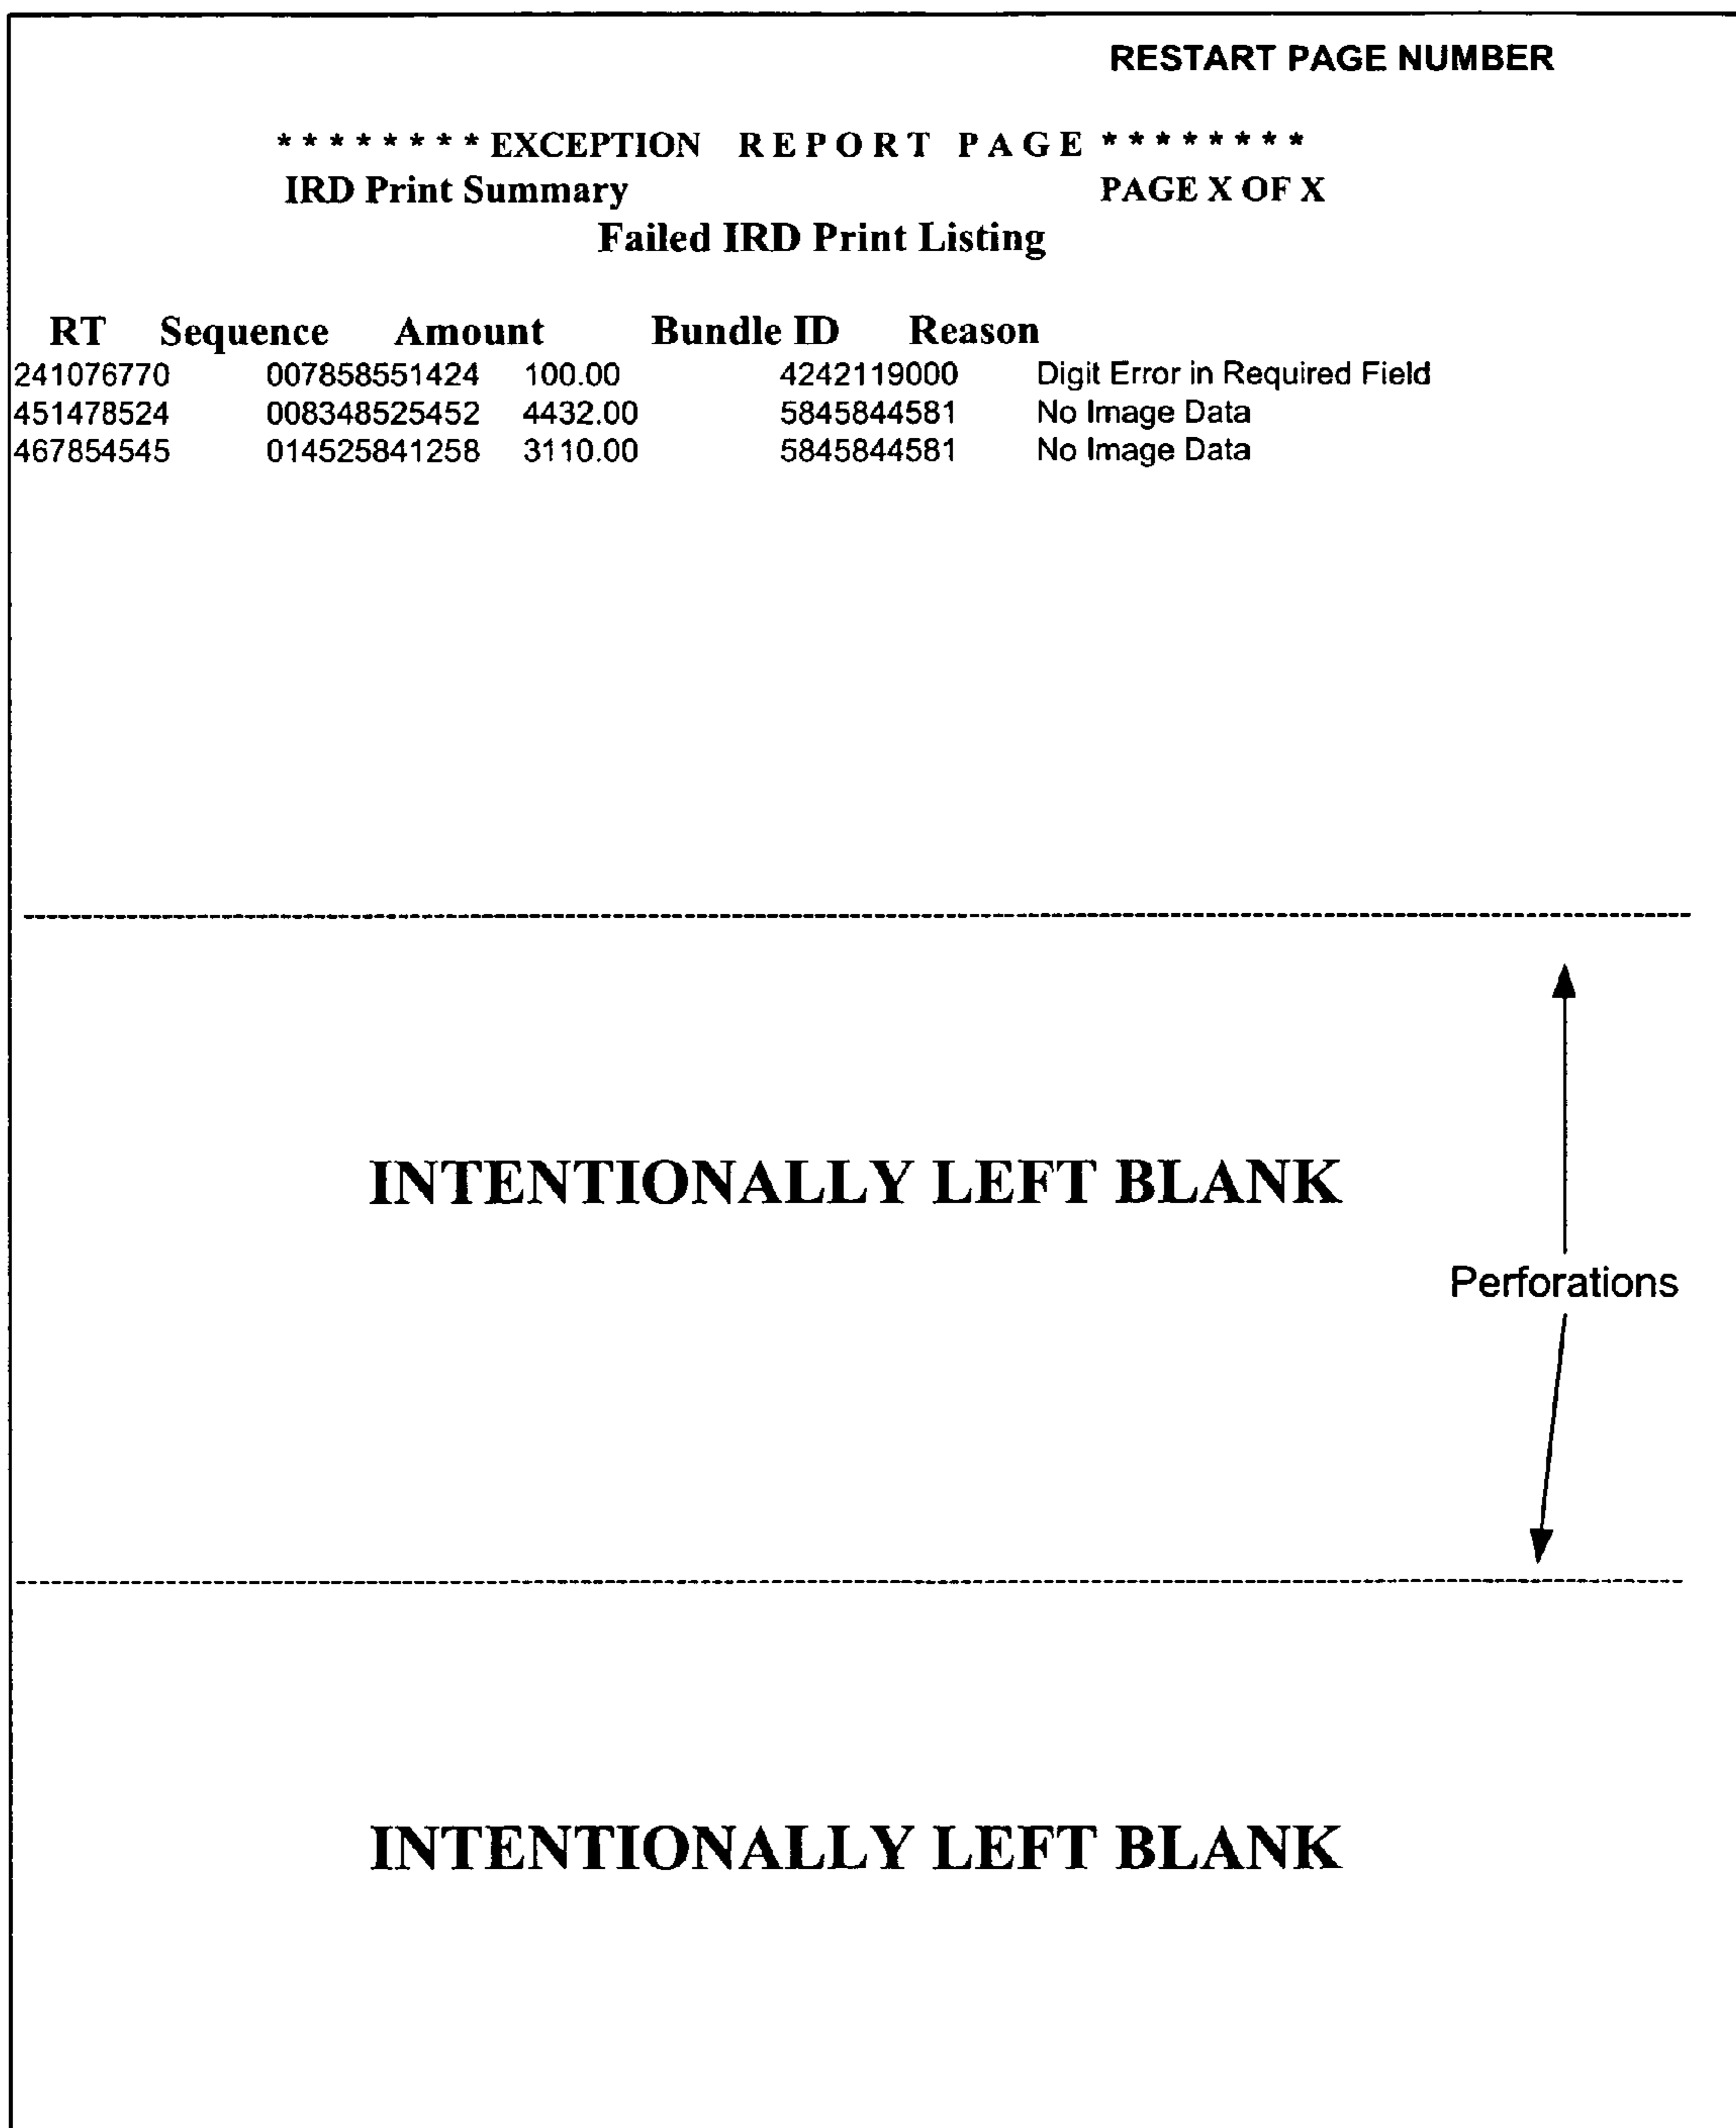 RESTART PAGE NUMBER
* * * * * * * * EXCEPTION R E P O R T P A G E * * * * * * * *
IRD Print Summary PAGE X OF X
Failed IRD Print Listing
RT Sequence Amount Bundle ID Reason
241076770 007858551424 100.00 4242119000 Digit Error in Required Field
451478524 008348525452 4432.00 5845844581 No Image Data
467854545 014525841258 3110.00 5845844581 No Image Data
INTENTIONALLY LEFT BLANK
Perforations
INTENTIONALLY LEFT BLANK